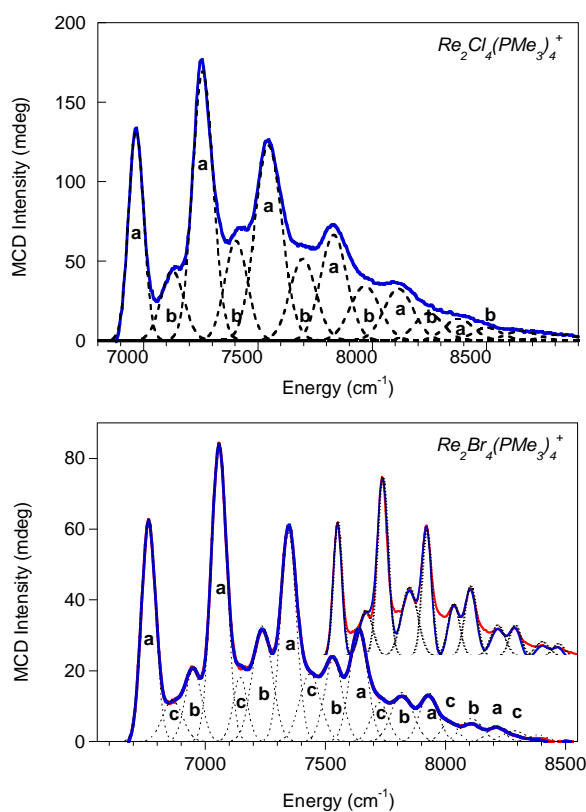 200
Re2Cl4(PMe3)4+
150
MCD Intensity (mdeg)
100
a
a
a
50
a
b
b
b
b
a
b
a
b
0
7000
7500
8000
8500
Energy (cm-1)
80
Re2Br4(PMe3)4+
60
MCD Intensity (mdeg)
40
a
a
a
20
a
c
b
c
b
c
b
c
b
a
c
b
a
c
0
7000
7500
8000
8500
Energy (cm-1)